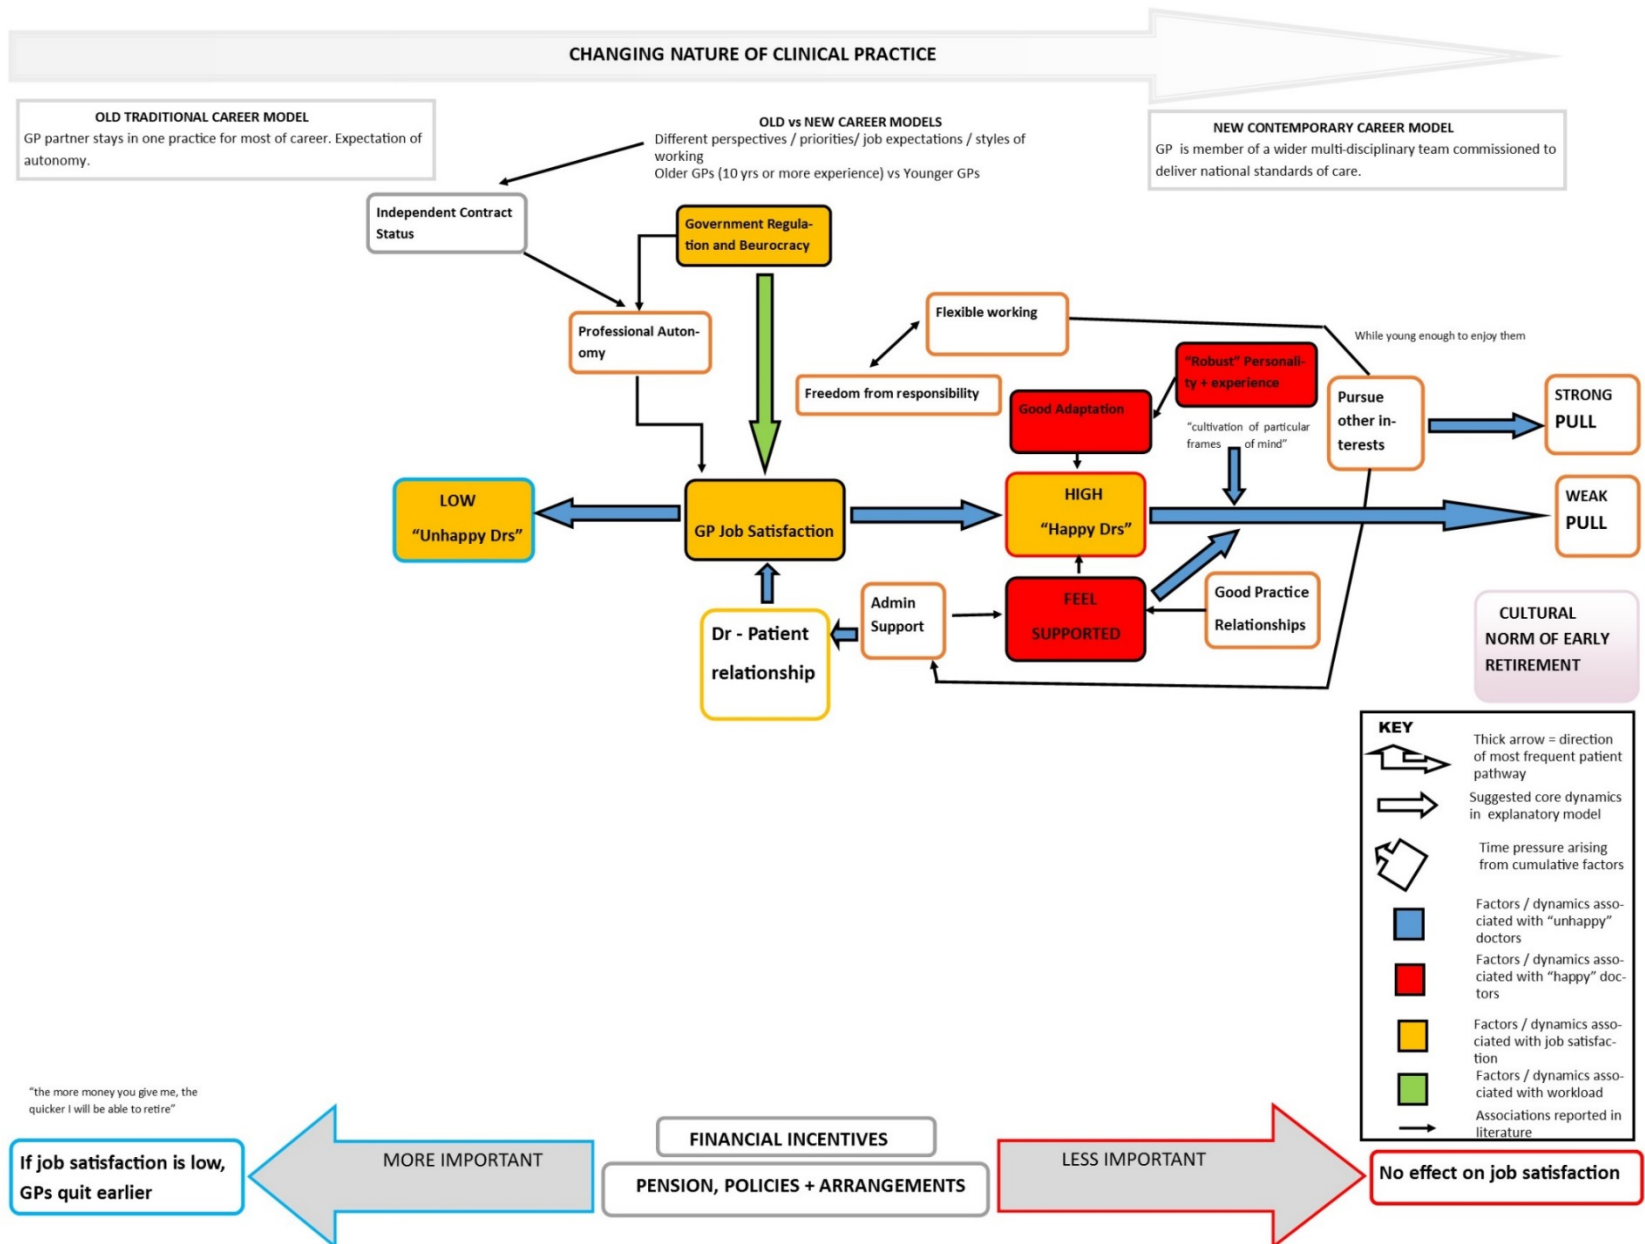 CHANGING NATURE OF CLINICAL PRACTICE
OLD TRADITIONAL CAREER MODEL
GP partner stays in one practice for most of career. Expectation of
autonomy.
OLD vs NEW CAREER MODELS
Different perspectives / priorities/ job expectations / styles of
working
Older GPs (10 yrs or more experience) vs Younger GPs
NEW CONTEMPORARY CAREER MODEL
GP is member of a wider multi-disciplinary team commissioned to
deliver national standards of care.
Independent Contract
Status
Government Regula-
tion and Beurocracy
Professional Auton-
omy
Flexible working
Freedom from responsibility
"Robust" Personali-
ty + experience
Good Adaptation
"cultivation of particular
frames of mind"
While young enough to enjoy them
Pursue
other in-
terests
STRONG
PULL
LOW
"Unhappy Drs"
GP Job Satisfaction
HIGH
"Happy Drs"
WEAK
PULL
Dr - Patient
relationship
Admin
Support
FEEL
SUPPORTED
Good Practice
Relationships
CULTURAL
NORM OF EARLY
RETIREMENT
KEY
Thick arrow = direction
of most frequent patient
pathway
Suggested core dynamics
in explanatory model
Time pressure arising
from cumulative factors
Factors / dynamics asso-
ciated with "unhappy"
doctors
Factors / dynamics asso-
ciated with "happy" doc-
tors
Factors / dynamics asso-
ciated with job satisfac-
tion
Factors / dynamics asso-
ciated with workload
Associations reported in
literature
"the more money you give me, the
quicker I will be able to retire"
If job satisfaction is low,
GPs quit earlier
MORE IMPORTANT
FINANCIAL INCENTIVES
PENSION, POLICIES + ARRANGEMENTS
LESS IMPORTANT
No effect on job satisfaction